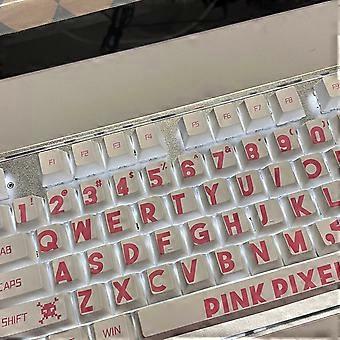 F1 F2 F3 F4 F5 F6 F7 F8 F9
1! 2@ 3# 4$ 5% 6^ 7& 8 9 0
Q W E R T Y U I O P
CAPS A S D F G H J K L
SHIFT Z X C V B N M
WIN PINK PIXEL